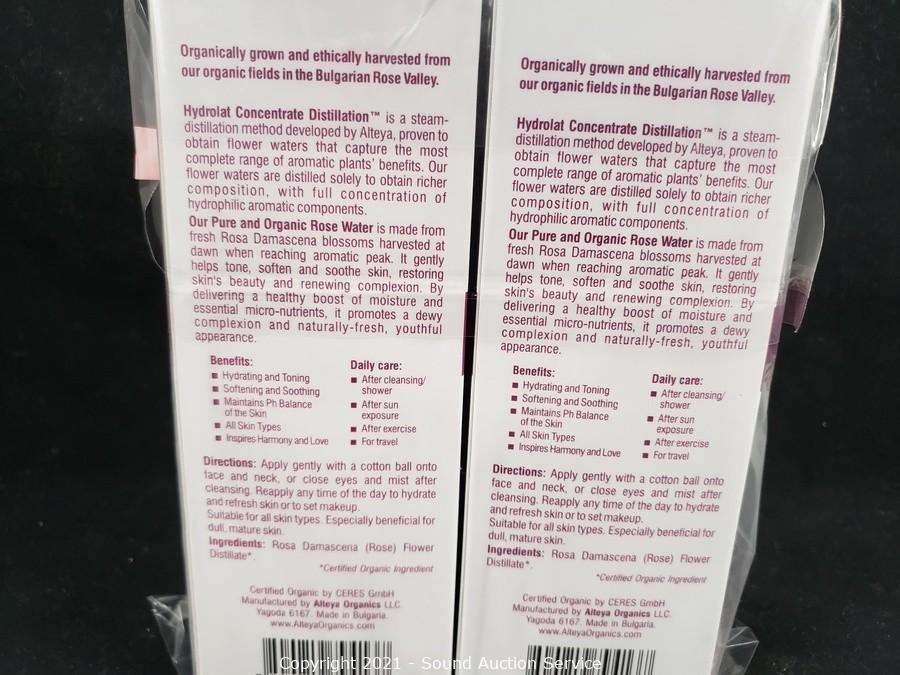 Organically grown and ethically harvested from
our organic fields in the Bulgarian Rose Valley.
Hydrolat Concentrate Distillation™ is a steam-
distillation method developed by Alteya, proven to
obtain flower waters that capture the most
complete range of aromatic plants' benefits. Our
flower waters are distilled solely to obtain richer
composition, with full concentration of
hydrophilic aromatic components.
Our Pure and Organic Rose Water is made from
fresh Rosa Damascena blossoms harvested at
dawn when reaching aromatic peak. It gently
helps tone, soften and soothe skin, restoring
skin's beauty and renewing complexion. By
delivering a healthy boost of moisture and
essential micro-nutrients, it promotes a dewy
complexion and naturally-fresh, youthful
appearance.
Benefits:
■ Hydrating and Toning
■ Softening and Soothing
■ Maintains Ph Balance
of the Skin
■ All Skin Types
■ Inspires Harmony and Love
Daily care:
■ After cleansing/
shower
■ After sun
exposure
■ After exercise
■ For travel
Directions: Apply gently with a cotton ball onto
face and neck, or close eyes and mist after
cleansing. Reapply any time of the day to hydrate
and refresh skin or to set makeup.
Suitable for all skin types. Especially beneficial for
dull, mature skin.
Ingredients: Rosa Damascena (Rose) Flower
Distillate*.
*Certified Organic Ingredient
Certified Organic by CERES GmbH
Manufactured by Alteya Organics LLC.
Yagoda 6167. Made in Bulgaria.
www.AlteyaOrganics.com
Organically grown and ethically harvested from
our organic fields in the Bulgarian Rose Valley.
Hydrolat Concentrate Distillation™ is a steam-
distillation method developed by Alteya, proven to
obtain flower waters that capture the most
complete range of aromatic plants' benefits. Our
flower waters are distilled solely to obtain richer
composition, with full concentration of
hydrophilic aromatic components.
Our Pure and Organic Rose Water is made from
fresh Rosa Damascena blossoms harvested at
dawn when reaching aromatic peak. It gently
helps tone, soften and soothe skin, restoring
skin's beauty and renewing complexion. By
delivering a healthy boost of moisture and
essential micro-nutrients, it promotes a dewy
complexion and naturally-fresh, youthful
appearance.
Benefits:
■ Hydrating and Toning
■ Softening and Soothing
■ Maintains Ph Balance
of the Skin
■ All Skin Types
■ Inspires Harmony and Love
Daily care:
■ After cleansing/
shower
■ After sun
exposure
■ After exercise
■ For travel
Directions: Apply gently with a cotton ball onto
face and neck, or close eyes and mist after
cleansing. Reapply any time of the day to hydrate
and refresh skin or to set makeup.
Suitable for all skin types. Especially beneficial for
dull, mature skin.
Ingredients: Rosa Damascena (Rose) Flower
Distillate*.
*Certified Organic Ingredient
Certified Organic by CERES GmbH
Manufactured by Alteya Organics LLC.
Yagoda 6167. Made in Bulgaria.
www.AlteyaOrganics.com
Copyright 2021 - Sound Auction Service